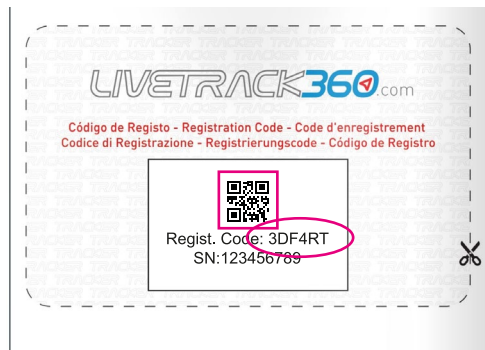 LIVETRACK360.com
Código de Registo - Registration Code - Code d'enregistrement
Codice di Registrazione - Registrierungscode - Código de Registro
Regist. Code: 3DF4RT
SN:123456789